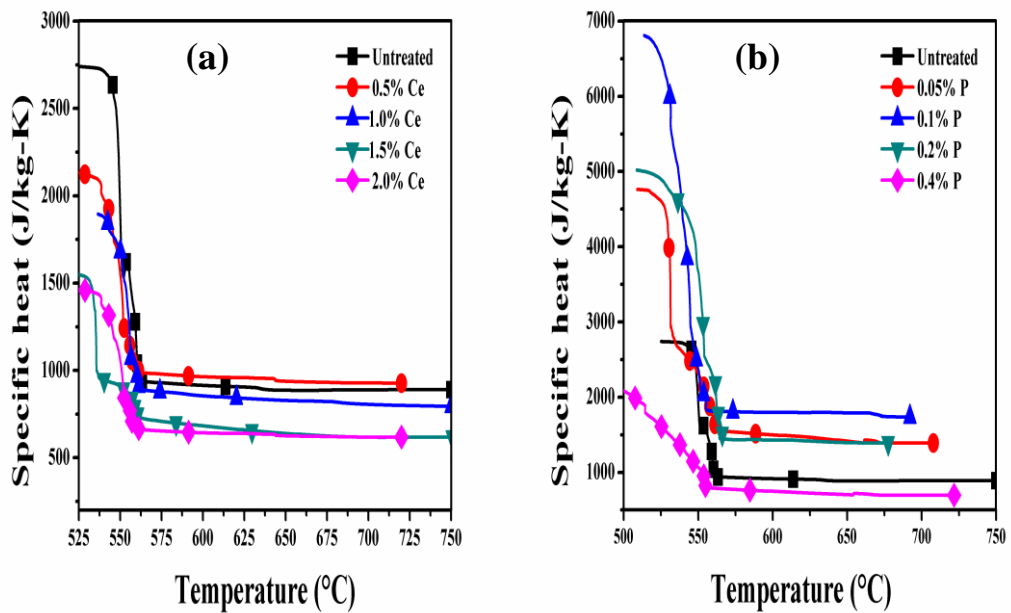 (a)
Specific heat (J/kg-K)
3000
2500
2000
1500
1000
500
525
550
575
600
625
650
675
700
725
750
Temperature (°C)
Untreated
0.5% Ce
1.0% Ce
1.5% Ce
2.0% Ce
(b)
Specific heat (J/kg-K)
7000
6000
5000
4000
3000
2000
1000
500
550
600
650
700
750
Temperature (°C)
Untreated
0.05% P
0.1% P
0.2% P
0.4% P